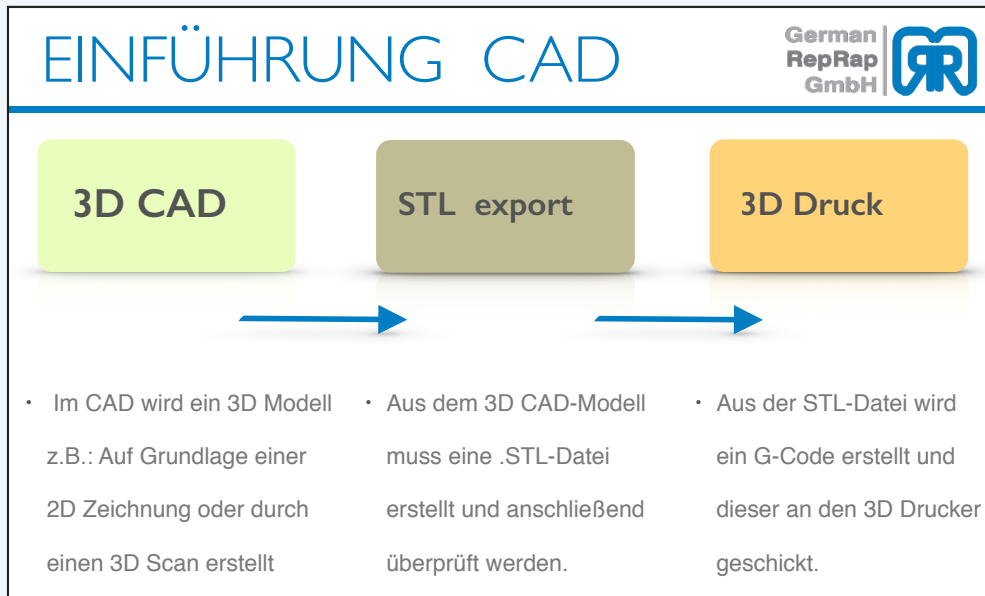 EINFÜHRUNG CAD
German
RepRap
GmbH
3D CAD
STL export
3D Druck
• Im CAD wird ein 3D Modell
z.B.: Auf Grundlage einer
2D Zeichnung oder durch
einen 3D Scan erstellt
• Aus dem 3D CAD-Modell
muss eine .STL-Datei
erstellt und anschließend
überprüft werden.
• Aus der STL-Datei wird
ein G-Code erstellt und
dieser an den 3D Drucker
geschickt.